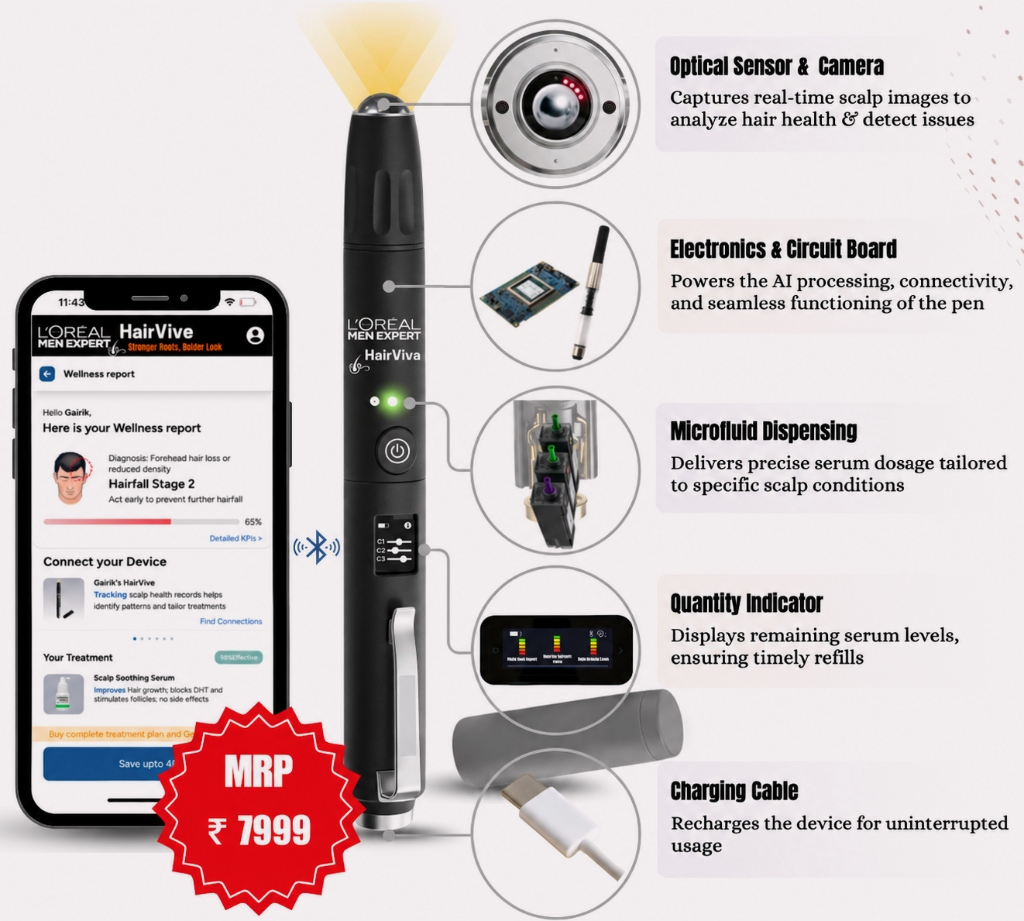 11:43
L'ORÉAL
MEN EXPERT
HairVive
Stronger Roots, Bolder Look
Wellness report
Hello Gairik,
Here is your Wellness report
Diagnosis: Forehead hair loss or
reduced density
Hairfall Stage 2
Act early to prevent further hairfall
65%
Detailed KPIs >
Connect your Device
Gairik's HairVive
Tracking scalp health records helps
identify patterns and tailor treatments
Find Connections
Your Treatment
98%Effective
Scalp Soothing Serum
Improves Hair growth; blocks DHT and
stimulates follicles; no side effects
Buy complete treatment plan and Ge
Save upto 4
MRP
₹ 7999
L'ORÉAL
MEN EXPERT
HairViva
C1
C2
C3
Optical Sensor & Camera
Captures real-time scalp images to
analyze hair health & detect issues
Electronics & Circuit Board
Powers the AI processing, connectivity,
and seamless functioning of the pen
Microfluid Dispensing
Delivers precise serum dosage tailored
to specific scalp conditions
Quantity Indicator
Displays remaining serum levels,
ensuring timely refills
Charging Cable
Recharges the device for uninterrupted
usage